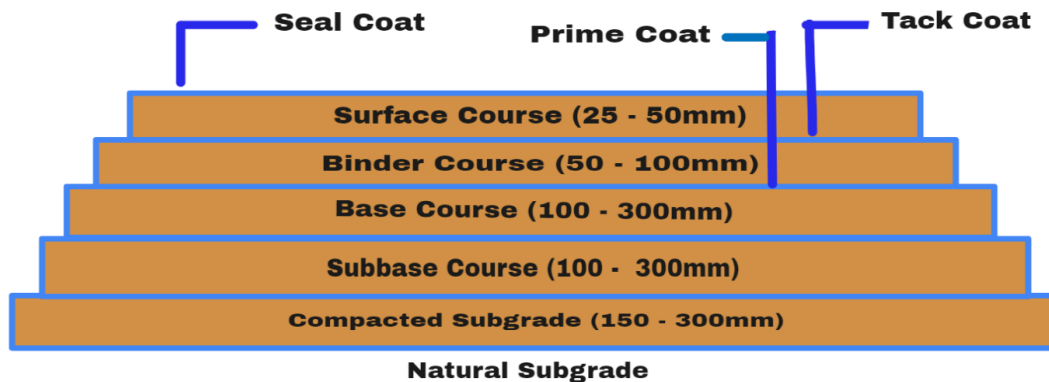 Seal Coat
Prime Coat
Tack Coat
Surface Course (25 - 50mm)
Binder Course (50 - 100mm)
Base Course (100 - 300mm)
Subbase Course (100 - 300mm)
Compacted Subgrade (150 - 300mm)
Natural Subgrade